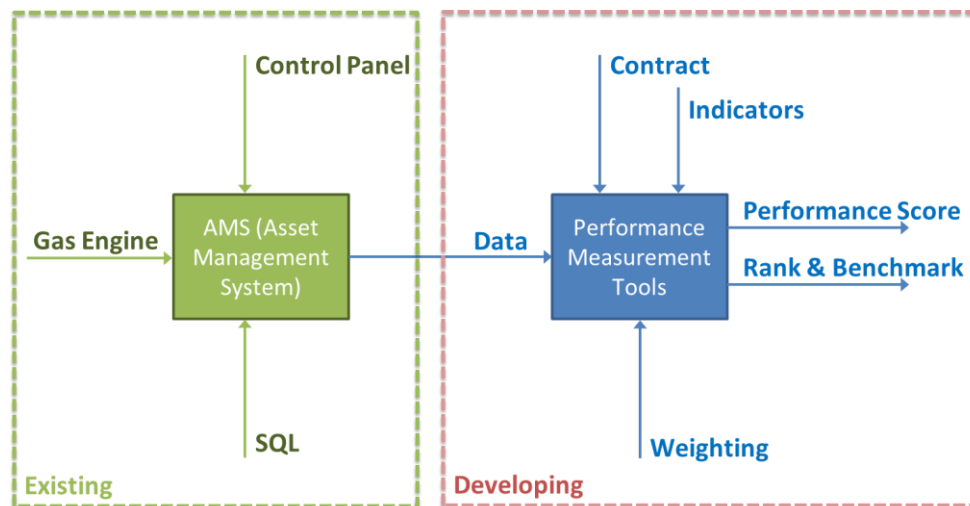 Control Panel
Gas Engine
AMS (Asset
Management
System)
SQL
Existing
Contract
Indicators
Data
Performance
Measurement
Tools
Performance Score
Rank & Benchmark
Weighting
Developing